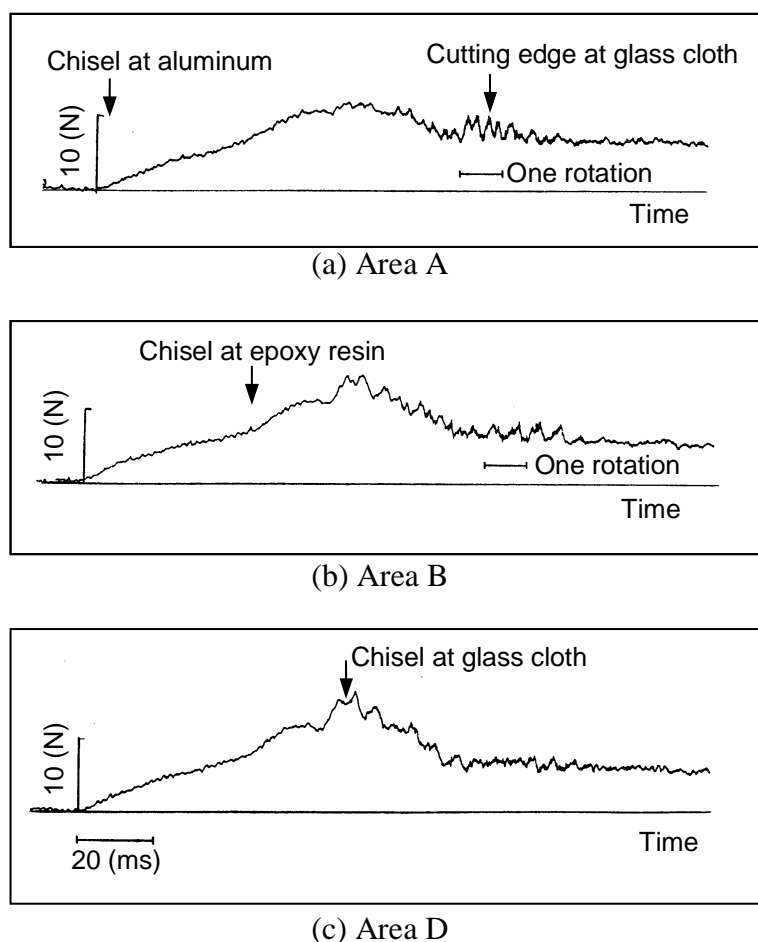 Chisel at aluminum
Cutting edge at glass cloth
10 (N)
One rotation
Time
(a) Area A
Chisel at epoxy resin
10 (N)
One rotation
Time
(b) Area B
Chisel at glass cloth
10 (N)
Time
20 (ms)
(c) Area D